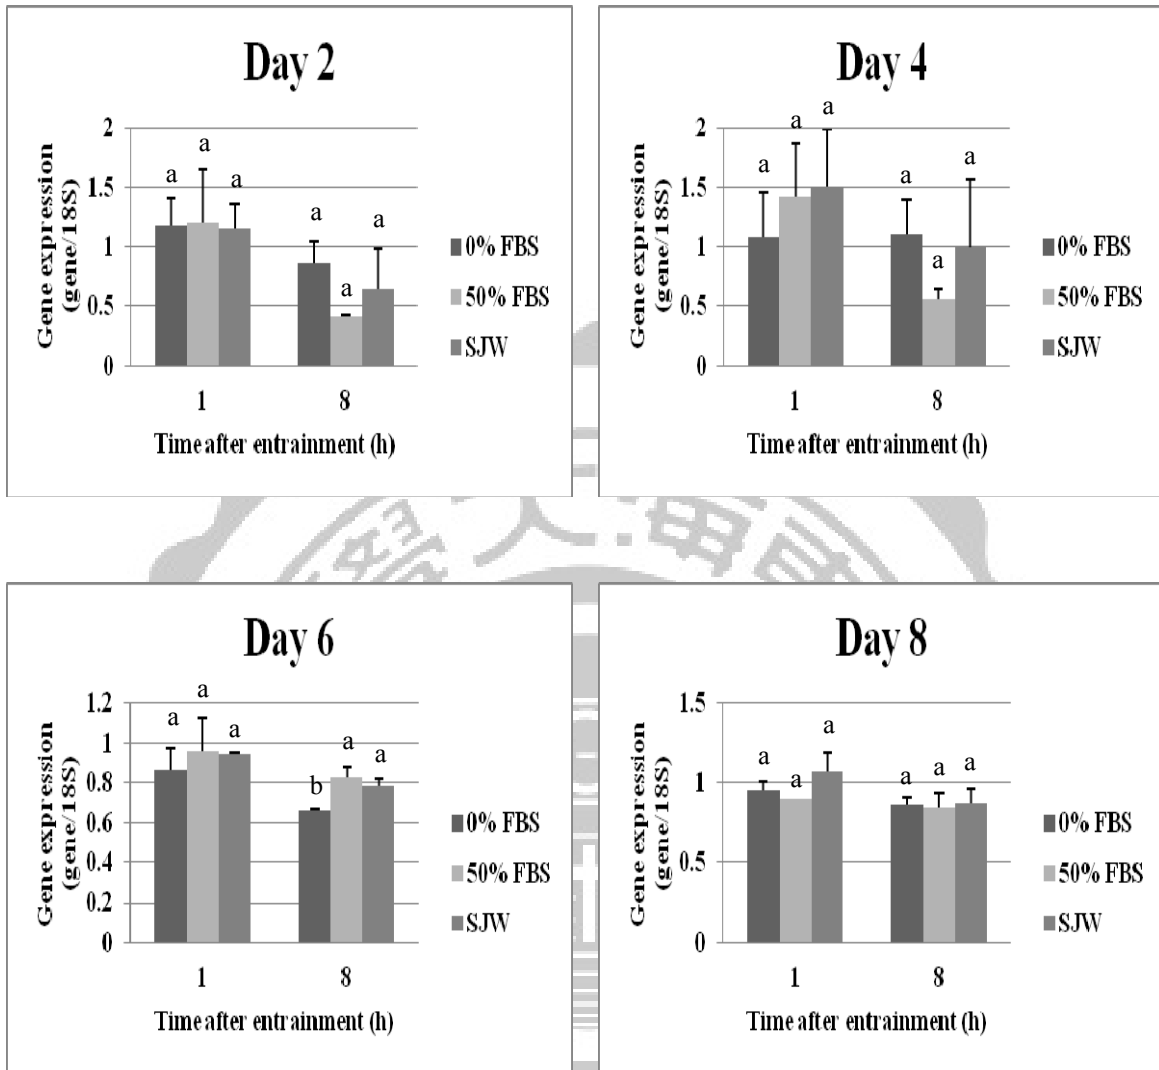 Day 2
Gene expression
(gene/18S)
2
1.5
1
0.5
0
a
a
a
a
a
a
1
8
Time after entrainment (h)
0% FBS
50% FBS
SJW
Day 4
Gene expression
(gene/18S)
2
1.5
1
0.5
0
a
a
a
a
a
a
1
8
Time after entrainment (h)
0% FBS
50% FBS
SJW
Day 6
Gene expression
(gene/18S)
1.2
1
0.8
0.6
0.4
0.2
0
a
a
a
b
a
a
1
8
Time after entrainment (h)
0% FBS
50% FBS
SJW
Day 8
Gene expression
(gene/18S)
1.5
1
0.5
0
a
a
a
a
a
a
1
8
Time after entrainment (h)
0% FBS
50% FBS
SJW